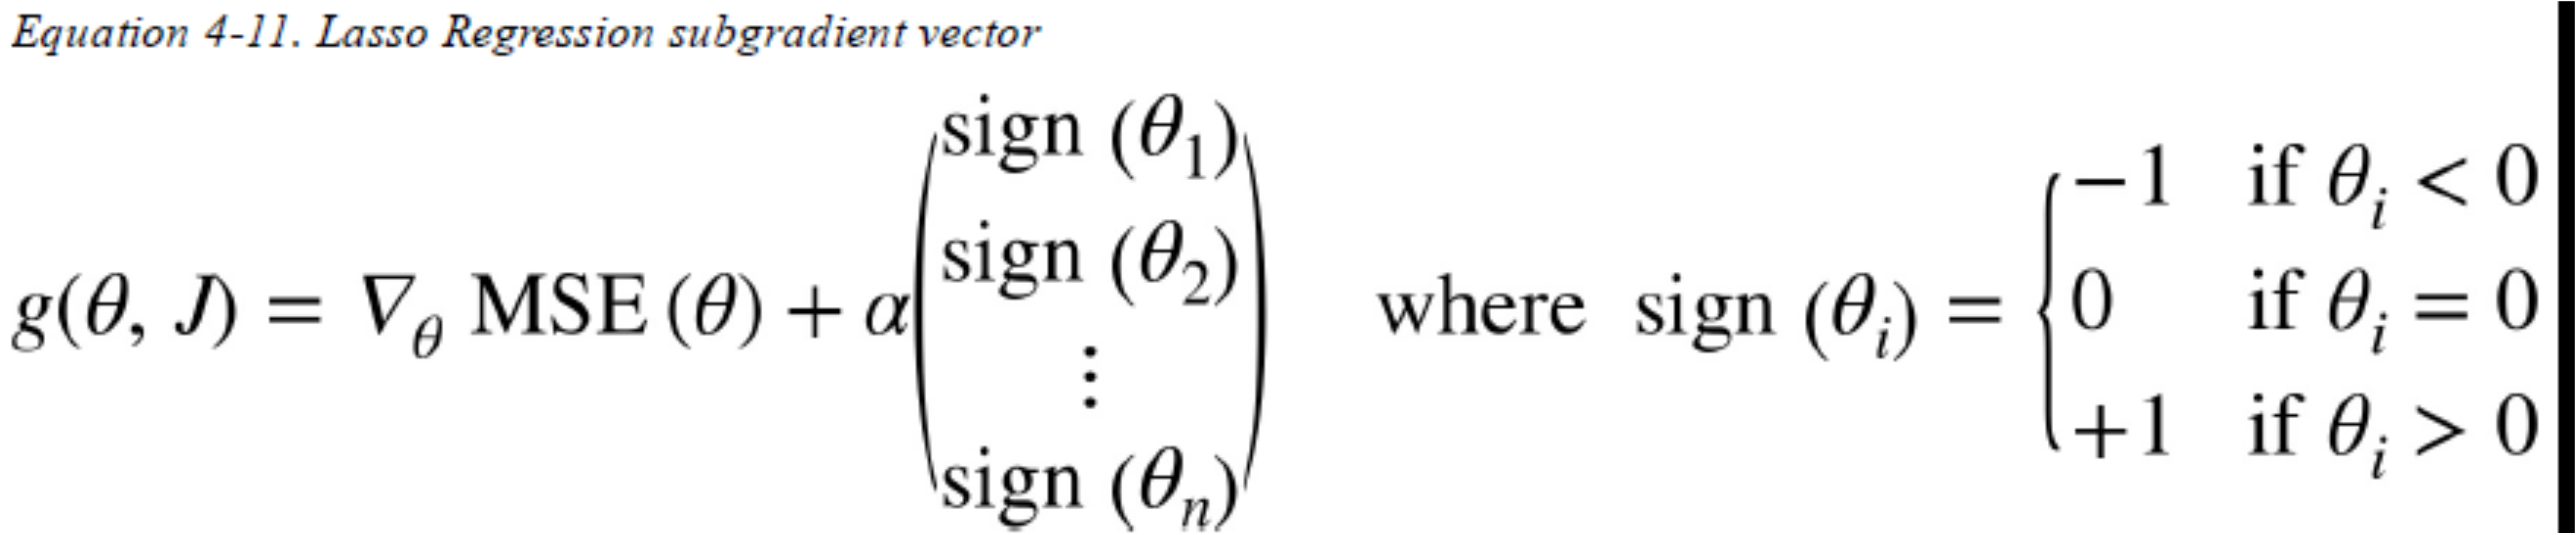 Equation 4-11. Lasso Regression subgradient vector
g(θ, J) = ∇θ MSE (θ) + α(sign (θ1) sign (θ2) ⋮ sign (θn)) where sign (θi) = {−1 if θi < 0
0 if θi = 0
+1 if θi > 0